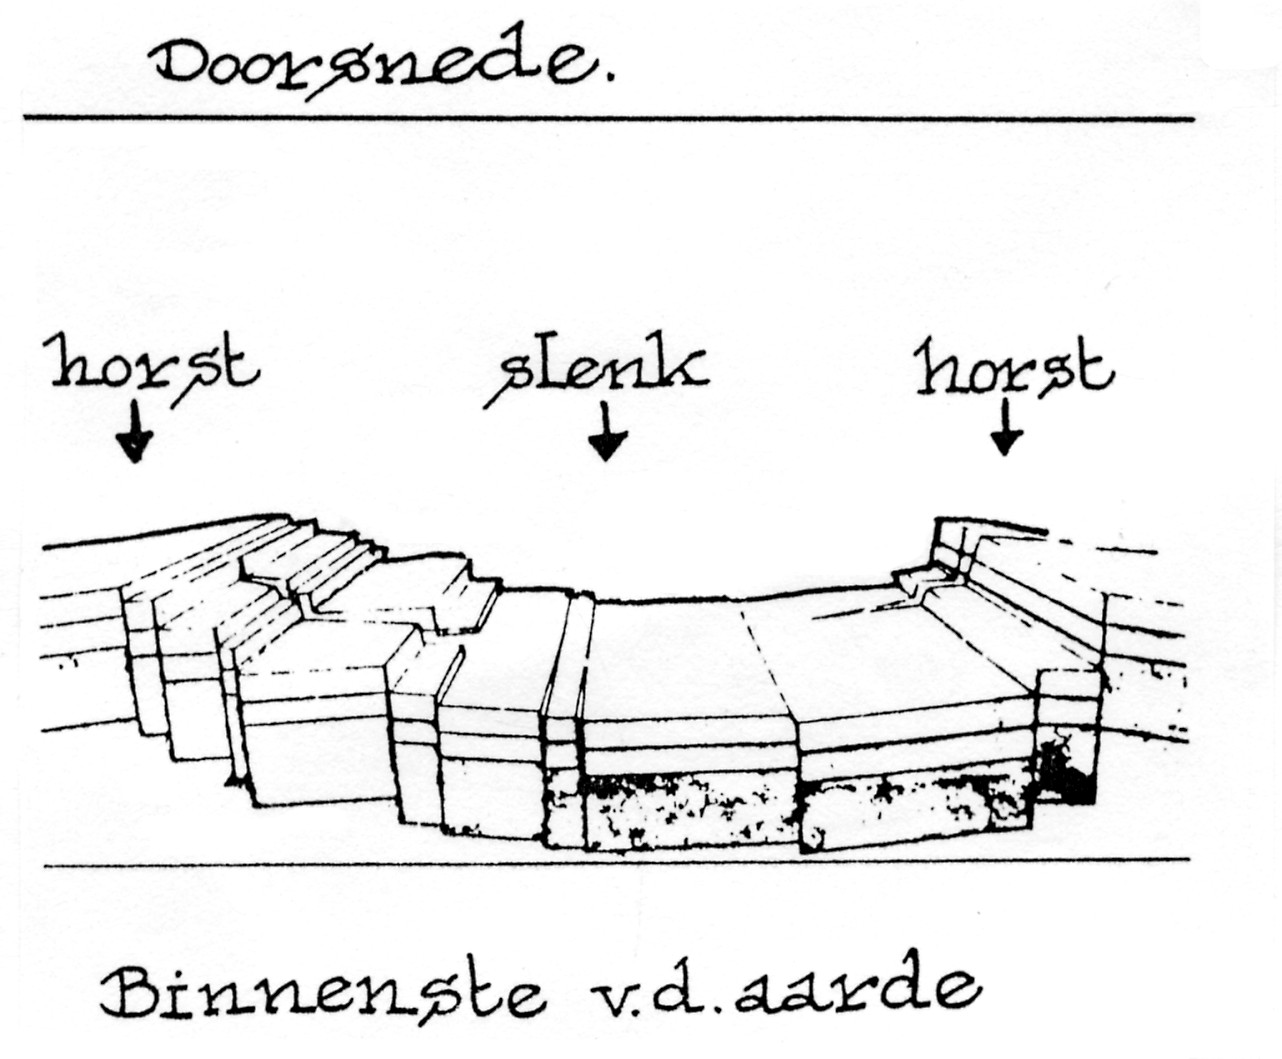 Doorsnede.
horst slenk horst
Binnenste v.d. aarde